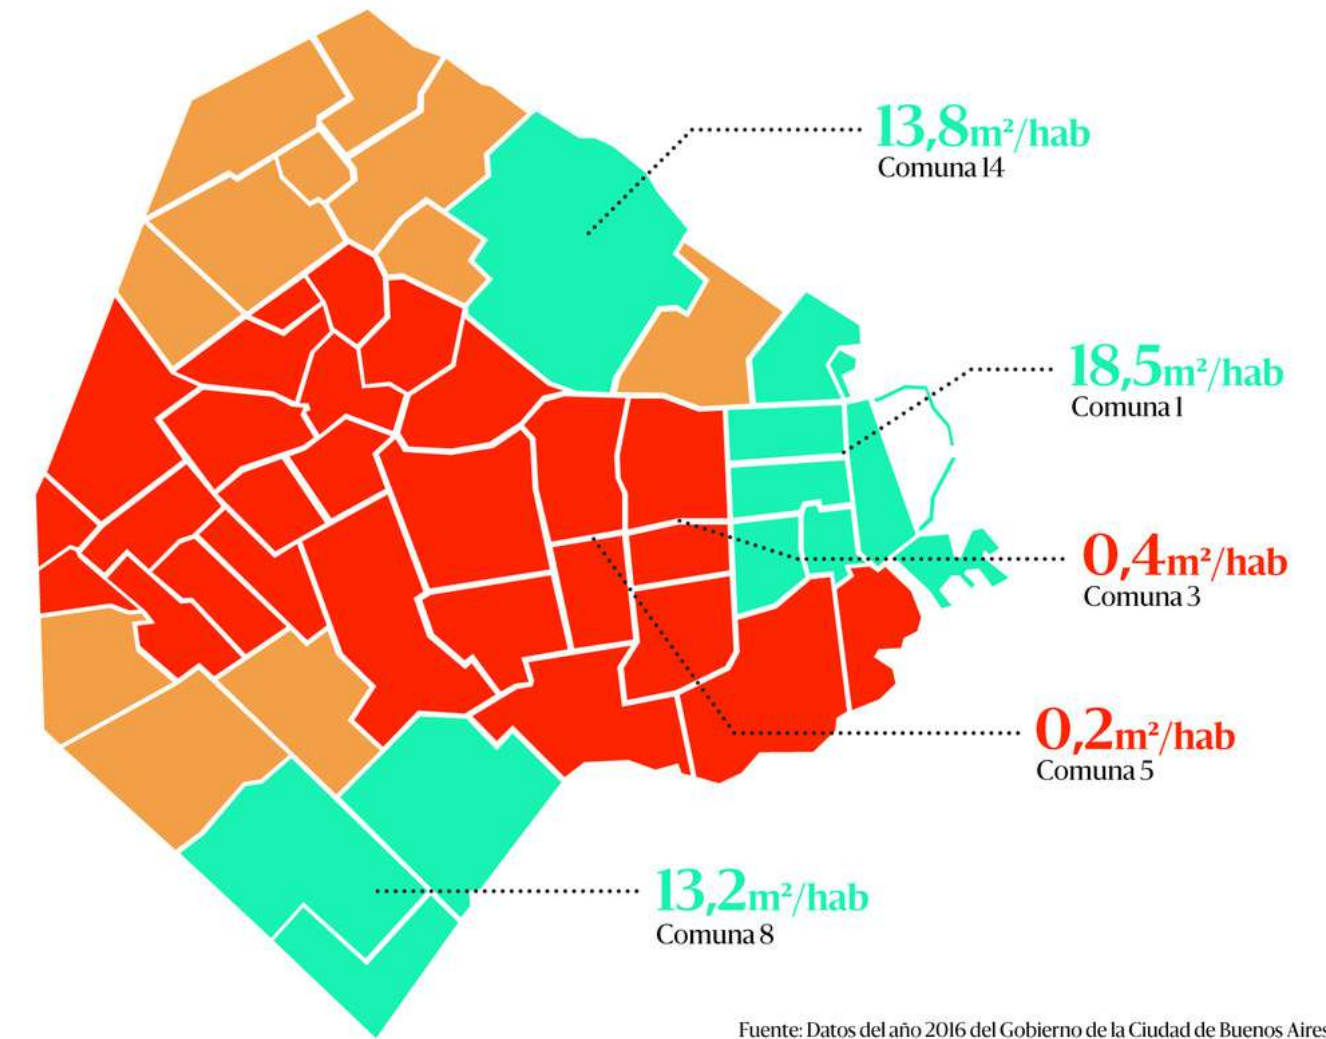 13,8m²/hab
Comuna 14
18,5m²/hab
Comuna 1
0,4m²/hab
Comuna 3
0,2m²/hab
Comuna 5
13,2m²/hab
Comuna 8
Fuente: Datos del año 2016 del Gobierno de la Ciudad de Buenos Aires